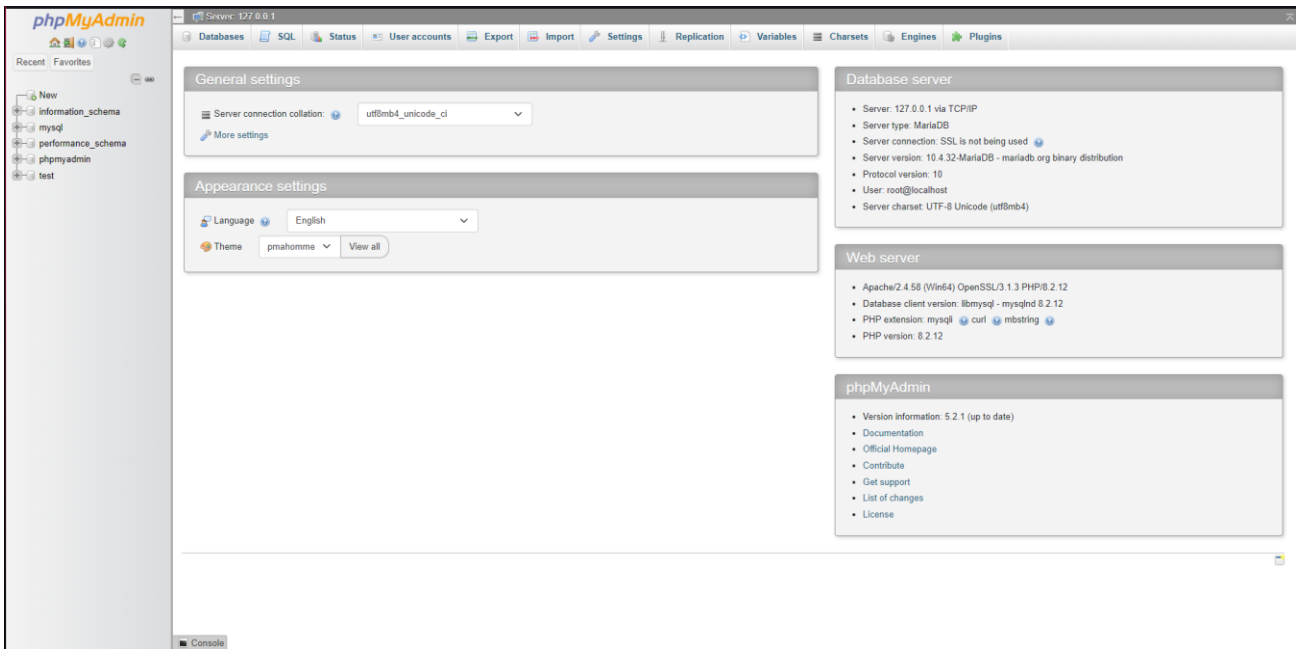 phpMyAdmin
Recent Favorites
New
information_schema
mysql
performance_schema
phpmyadmin
test
Server: 127.0.0.1
Databases SQL Status User accounts Export Import Settings Replication Variables Charsets Engines Plugins
General settings
Server connection collation: utf8mb4_unicode_ci
More settings
Appearance settings
Language English
Theme pmahomme View all
Database server
Server: 127.0.0.1 via TCP/IP
Server type: MariaDB
Server connection: SSL is not being used
Server version: 10.4.32-MariaDB - mariadb.org binary distribution
Protocol version: 10
User: root@localhost
Server charset: UTF-8 Unicode (utf8mb4)
Web server
Apache/2.4.58 (Win64) OpenSSL/3.1.3 PHP/8.2.12
Database client version: libmysql - mysqlnd 8.2.12
PHP extension: mysqli curl mbstring
PHP version: 8.2.12
phpMyAdmin
Version information: 5.2.1 (up to date)
Documentation
Official Homepage
Contribute
Get support
List of changes
License
Console